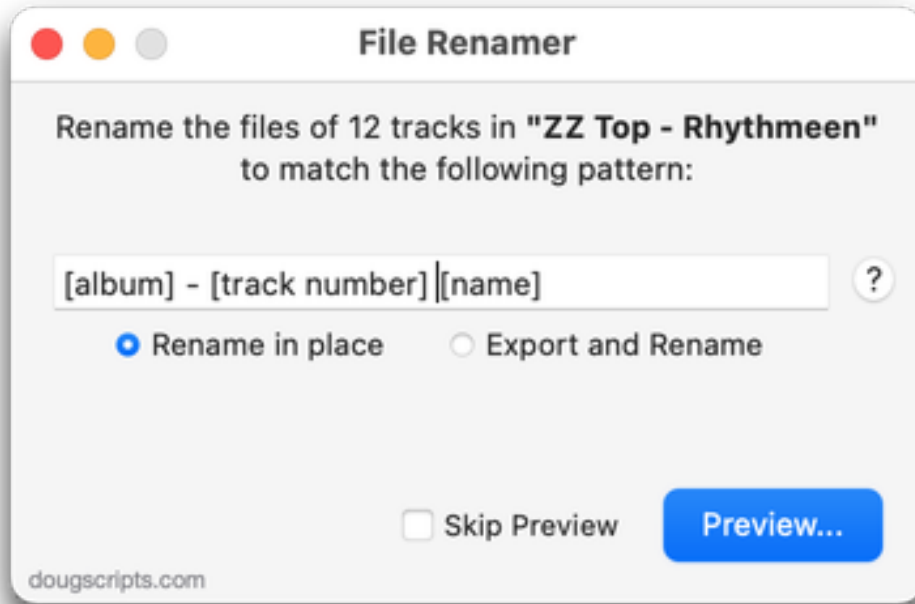 File Renamer
Rename the files of 12 tracks in "ZZ Top - Rhythmeen"
to match the following pattern:
[album] - [track number] [name]
?
Rename in place
Export and Rename
Skip Preview
Preview...
dougscripts.com